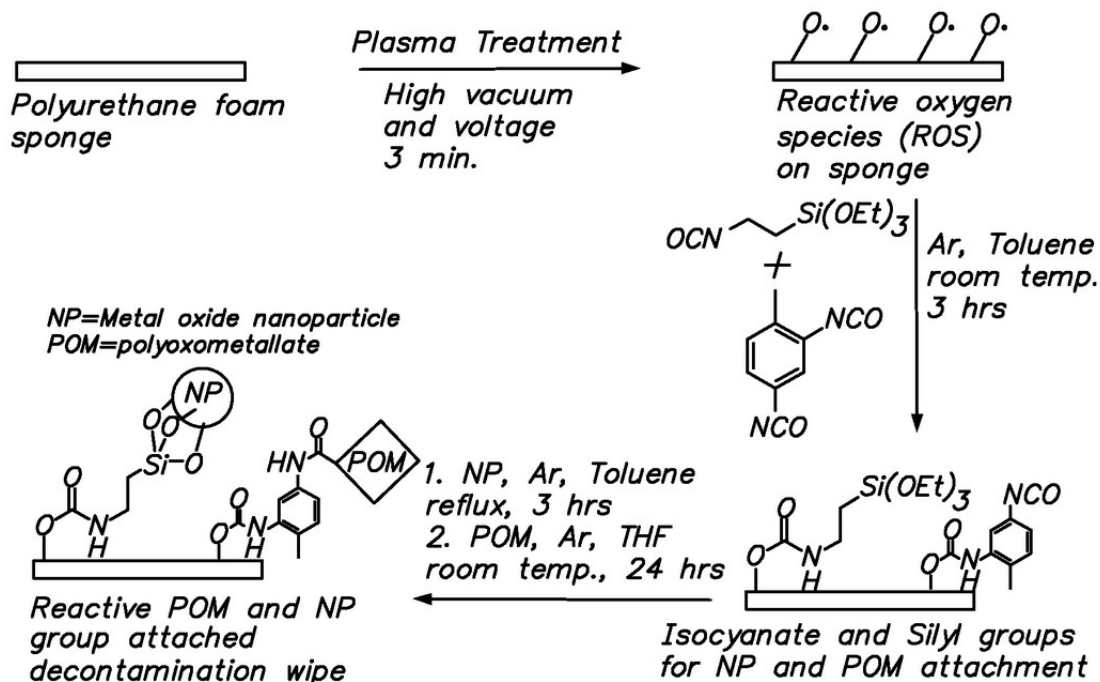 Polyurethane foam
sponge
Plasma Treatment
High vacuum
and voltage
3 min.
O·
O·
O·
O·
Reactive oxygen
species (ROS)
on sponge
OCN
Si(OEt)3
+
NCO
NCO
Ar, Toluene
room temp.
3 hrs
Si(OEt)3
NCO
O
O
O
N
H
O
N
H
Isocyanate and Silyl groups
for NP and POM attachment
1. NP, Ar, Toluene
reflux, 3 hrs
2. POM, Ar, THF
room temp., 24 hrs
NP=Metal oxide nanoparticle
POM=polyoxometallate
NP
O
O
Si-O
O
HN
POM
O
O
N
H
O
O
N
H
Reactive POM and NP
group attached
decontamination wipe